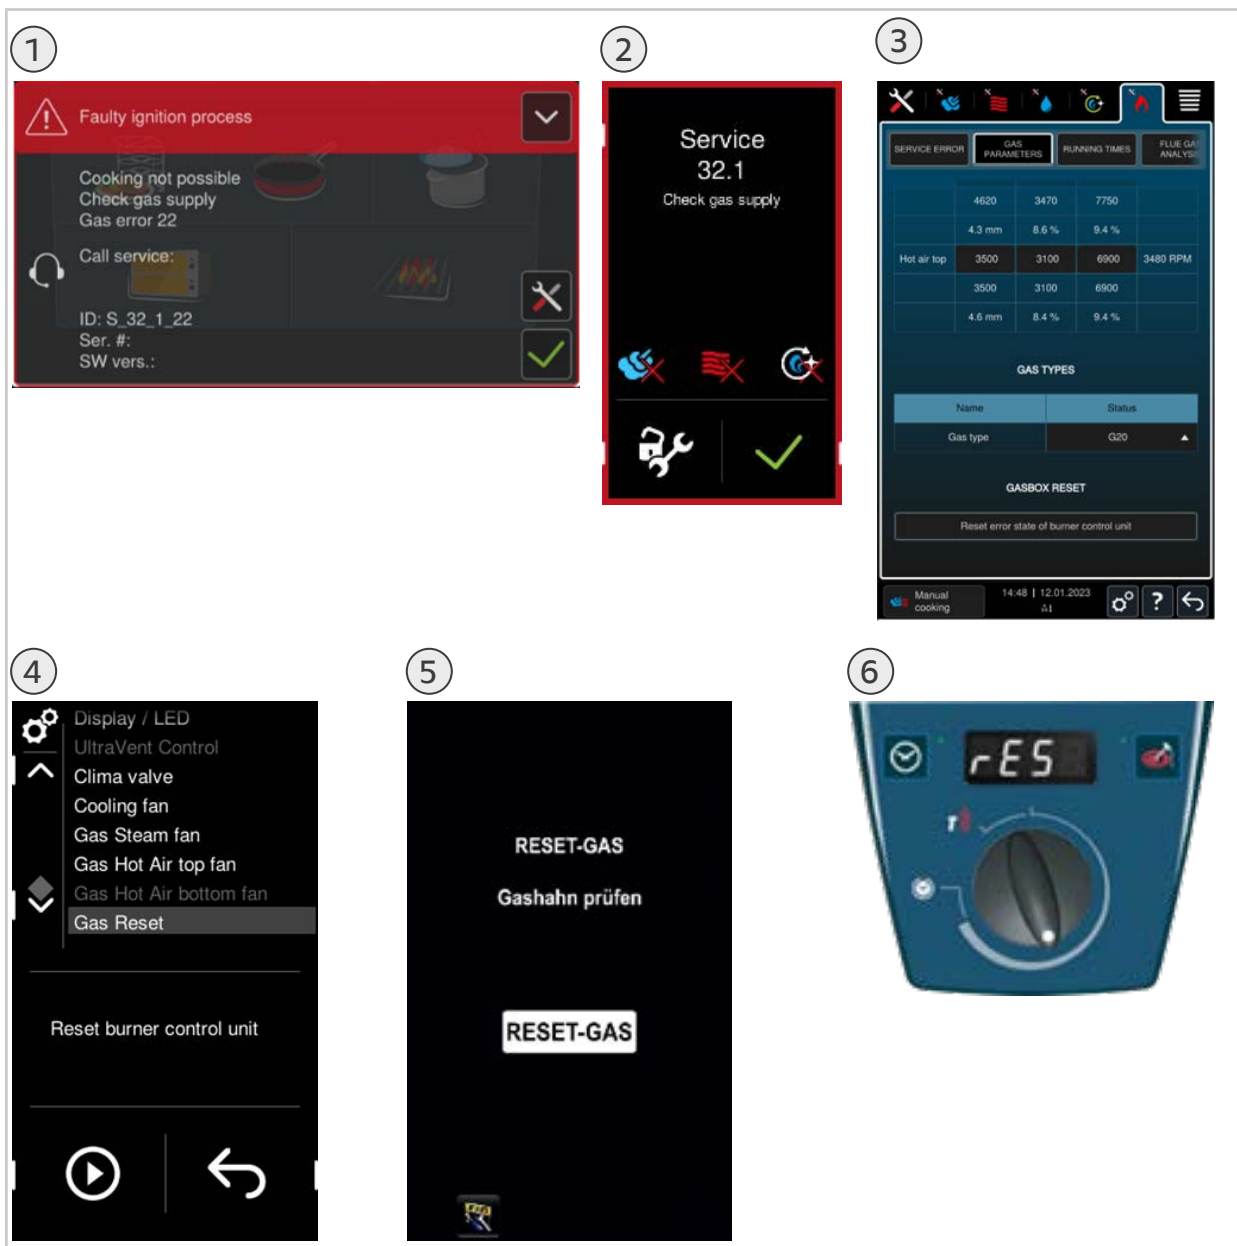 1
Faulty ignition process
Cooking not possible
Check gas supply
Gas error 22
Call service:
ID: S_32_1_22
Ser. #:
SW vers.:
2
Service
32.1
Check gas supply
3
SERVICE ERROR
GAS
PARAMETERS
RUNNING TIMES
FLUE GA
ANALYSI
4620 3470 7750
4.3 mm 8.6 % 9.4 %
Hot air top 3500 3100 6900 3480 RPM
3500 3100 6900
4.6 mm 8.4 % 9.4 %
GAS TYPES
Name Status
Gas type G20
GASBOX RESET
Reset error state of burner control unit
Manual
cooking
14:48 | 12.01.2023
?
4
Display / LED
UltraVent Control
Clima valve
Cooling fan
Gas Steam fan
Gas Hot Air top fan
Gas Hot Air bottom fan
Gas Reset
Reset burner control unit
5
RESET-GAS
Gashahn prüfen
RESET-GAS
6
rES